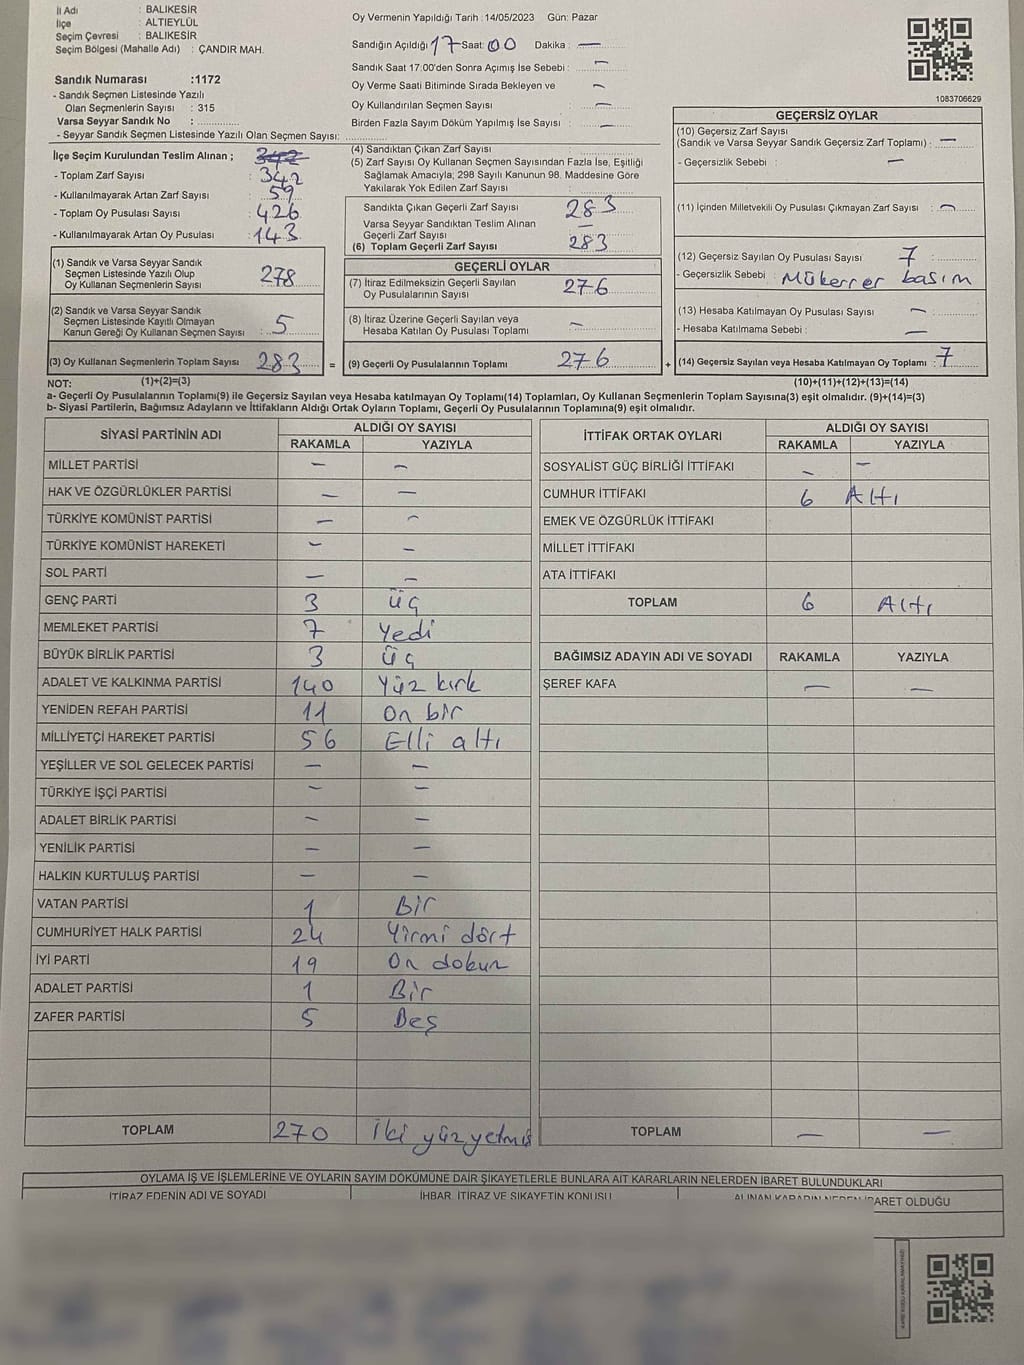 İl Adı : BALIKESİR
İlçe : ALTIEYLÜL
Seçim Çevresi : BALIKESİR
Seçim Bölgesi (Mahalle Adı) : ÇANDIR MAH.
Sandık Numarası :1172
- Sandık Seçmen Listesinde Yazılı
Olan Seçmenlerin Sayısı : 315
Varsa Seyyar Sandık No :
- Seyyar Sandık Seçmen Listesinde Yazılı Olan Seçmen Sayısı:
Oy Vermenin Yapıldığı Tarih : 14/05/2023 Gün: Pazar
Sandığın Açıldığı 17 Saat: 00 Dakika : —
Sandık Saat 17:00'den Sonra Açımış İse Sebebi : —
Oy Verme Saati Bitiminde Sırada Bekleyen ve
Oy Kullandırılan Seçmen Sayısı : —
Birden Fazla Sayım Döküm Yapılmış İse Sayısı : —
1083706629
İlçe Seçim Kurulundan Teslim Alınan ; 342
- Toplam Zarf Sayısı : 342
- Kullanılmayarak Artan Zarf Sayısı : 59
- Toplam Oy Pusulası Sayısı : 426
- Kullanılmayarak Artan Oy Pusulası : 143
(4) Sandıktan Çıkan Zarf Sayısı :
(5) Zarf Sayısı Oy Kullanan Seçmen Sayısından Fazla İse, Eşitliği
Sağlamak Amacıyla; 298 Sayılı Kanunun 98. Maddesine Göre
Yakılarak Yok Edilen Zarf Sayısı :
Sandıkta Çıkan Geçerli Zarf Sayısı 283
Varsa Seyyar Sandıktan Teslim Alınan
Geçerli Zarf Sayısı —
(6) Toplam Geçerli Zarf Sayısı 283
GEÇERSİZ OYLAR
(10) Geçersiz Zarf Sayısı
(Sandık ve Varsa Seyyar Sandık Geçersiz Zarf Toplamı) : —
- Geçersizlik Sebebi : —
(11) İçinden Milletvekili Oy Pusulası Çıkmayan Zarf Sayısı : —
(12) Geçersiz Sayılan Oy Pusulası Sayısı : 7
- Geçersizlik Sebebi : Mükerrer basım
(13) Hesaba Katılmayan Oy Pusulası Sayısı : —
- Hesaba Katılmama Sebebi : —
(14) Geçersiz Sayılan veya Hesaba Katılmayan Oy Toplamı : 7
(10)+(11)+(12)+(13)=(14)
(1) Sandık ve Varsa Seyyar Sandık
Seçmen Listesinde Yazılı Olup
Oy Kullanan Seçmenlerin Sayısı 278
(2) Sandık ve Varsa Seyyar Sandık
Seçmen Listesinde Kayıtlı Olmayan
Kanun Gereği Oy Kullanan Seçmen Sayısı : 5
(3) Oy Kullanan Seçmenlerin Toplam Sayısı 283 =
GEÇERLİ OYLAR
(7) İtiraz Edilmeksizin Geçerli Sayılan
Oy Pusulalarının Sayısı 276
(8) İtiraz Üzerine Geçerli Sayılan veya
Hesaba Katılan Oy Pusulası Toplamı —
(9) Geçerli Oy Pusulalarının Toplamı 276 +
NOT: (1)+(2)=(3)
a- Geçerli Oy Pusulalarının Toplamı(9) ile Geçersiz Sayılan veya Hesaba katılmayan Oy Toplamı(14) Toplamları, Oy Kullanan Seçmenlerin Toplam Sayısına(3) eşit olmalıdır. (9)+(14)=(3)
b- Siyasi Partilerin, Bağımsız Adayların ve İttifakların Aldığı Ortak Oyların Toplamı, Geçerli Oy Pusulalarının Toplamına(9) eşit olmalıdır.
SİYASİ PARTİNİN ADI ALDIĞI OY SAYISI
RAKAMLA YAZIYLA
MİLLET PARTİSİ — —
HAK VE ÖZGÜRLÜKLER PARTİSİ — —
TÜRKİYE KOMÜNİST PARTİSİ — —
TÜRKİYE KOMÜNİST HAREKETİ — —
SOL PARTİ — —
GENÇ PARTİ 3 üç
MEMLEKET PARTİSİ 7 Yedi
BÜYÜK BİRLİK PARTİSİ 3 üç
ADALET VE KALKINMA PARTİSİ 140 Yüz kırk
YENİDEN REFAH PARTİSİ 11 On bir
MİLLİYETÇİ HAREKET PARTİSİ 56 Elli altı
YEŞİLLER VE SOL GELECEK PARTİSİ — —
TÜRKİYE İŞÇİ PARTİSİ — —
ADALET BİRLİK PARTİSİ — —
YENİLİK PARTİSİ — —
HALKIN KURTULUŞ PARTİSİ — —
VATAN PARTİSİ 1 Bir
CUMHURİYET HALK PARTİSİ 24 Yirmi dört
İYİ PARTİ 19 On dokuz
ADALET PARTİSİ 1 Bir
ZAFER PARTİSİ 5 Beş
TOPLAM 270 İki yüz yetmiş
İTTİFAK ORTAK OYLARI ALDIĞI OY SAYISI
RAKAMLA YAZIYLA
SOSYALİST GÜÇ BİRLİĞİ İTTİFAKI — —
CUMHUR İTTİFAKI 6 Altı
EMEK VE ÖZGÜRLÜK İTTİFAKI
MİLLET İTTİFAKI
ATA İTTİFAKI
TOPLAM 6 Altı
BAĞIMSIZ ADAYIN ADI VE SOYADI RAKAMLA YAZIYLA
ŞEREF KAFA — —
TOPLAM — —
OYLAMA İŞ VE İŞLEMLERİNE VE OYLARIN SAYIM DÖKÜMÜNE DAİR ŞİKAYETLERLE BUNLARA AİT KARARLARIN NELERDEN İBARET BULUNDUKLARI
İTİRAZ EDENİN ADI VE SOYADI İHBAR, İTİRAZ VE ŞİKAYETİN KONUSU ALINAN KARARIN NEDEN İBARET OLDUĞU